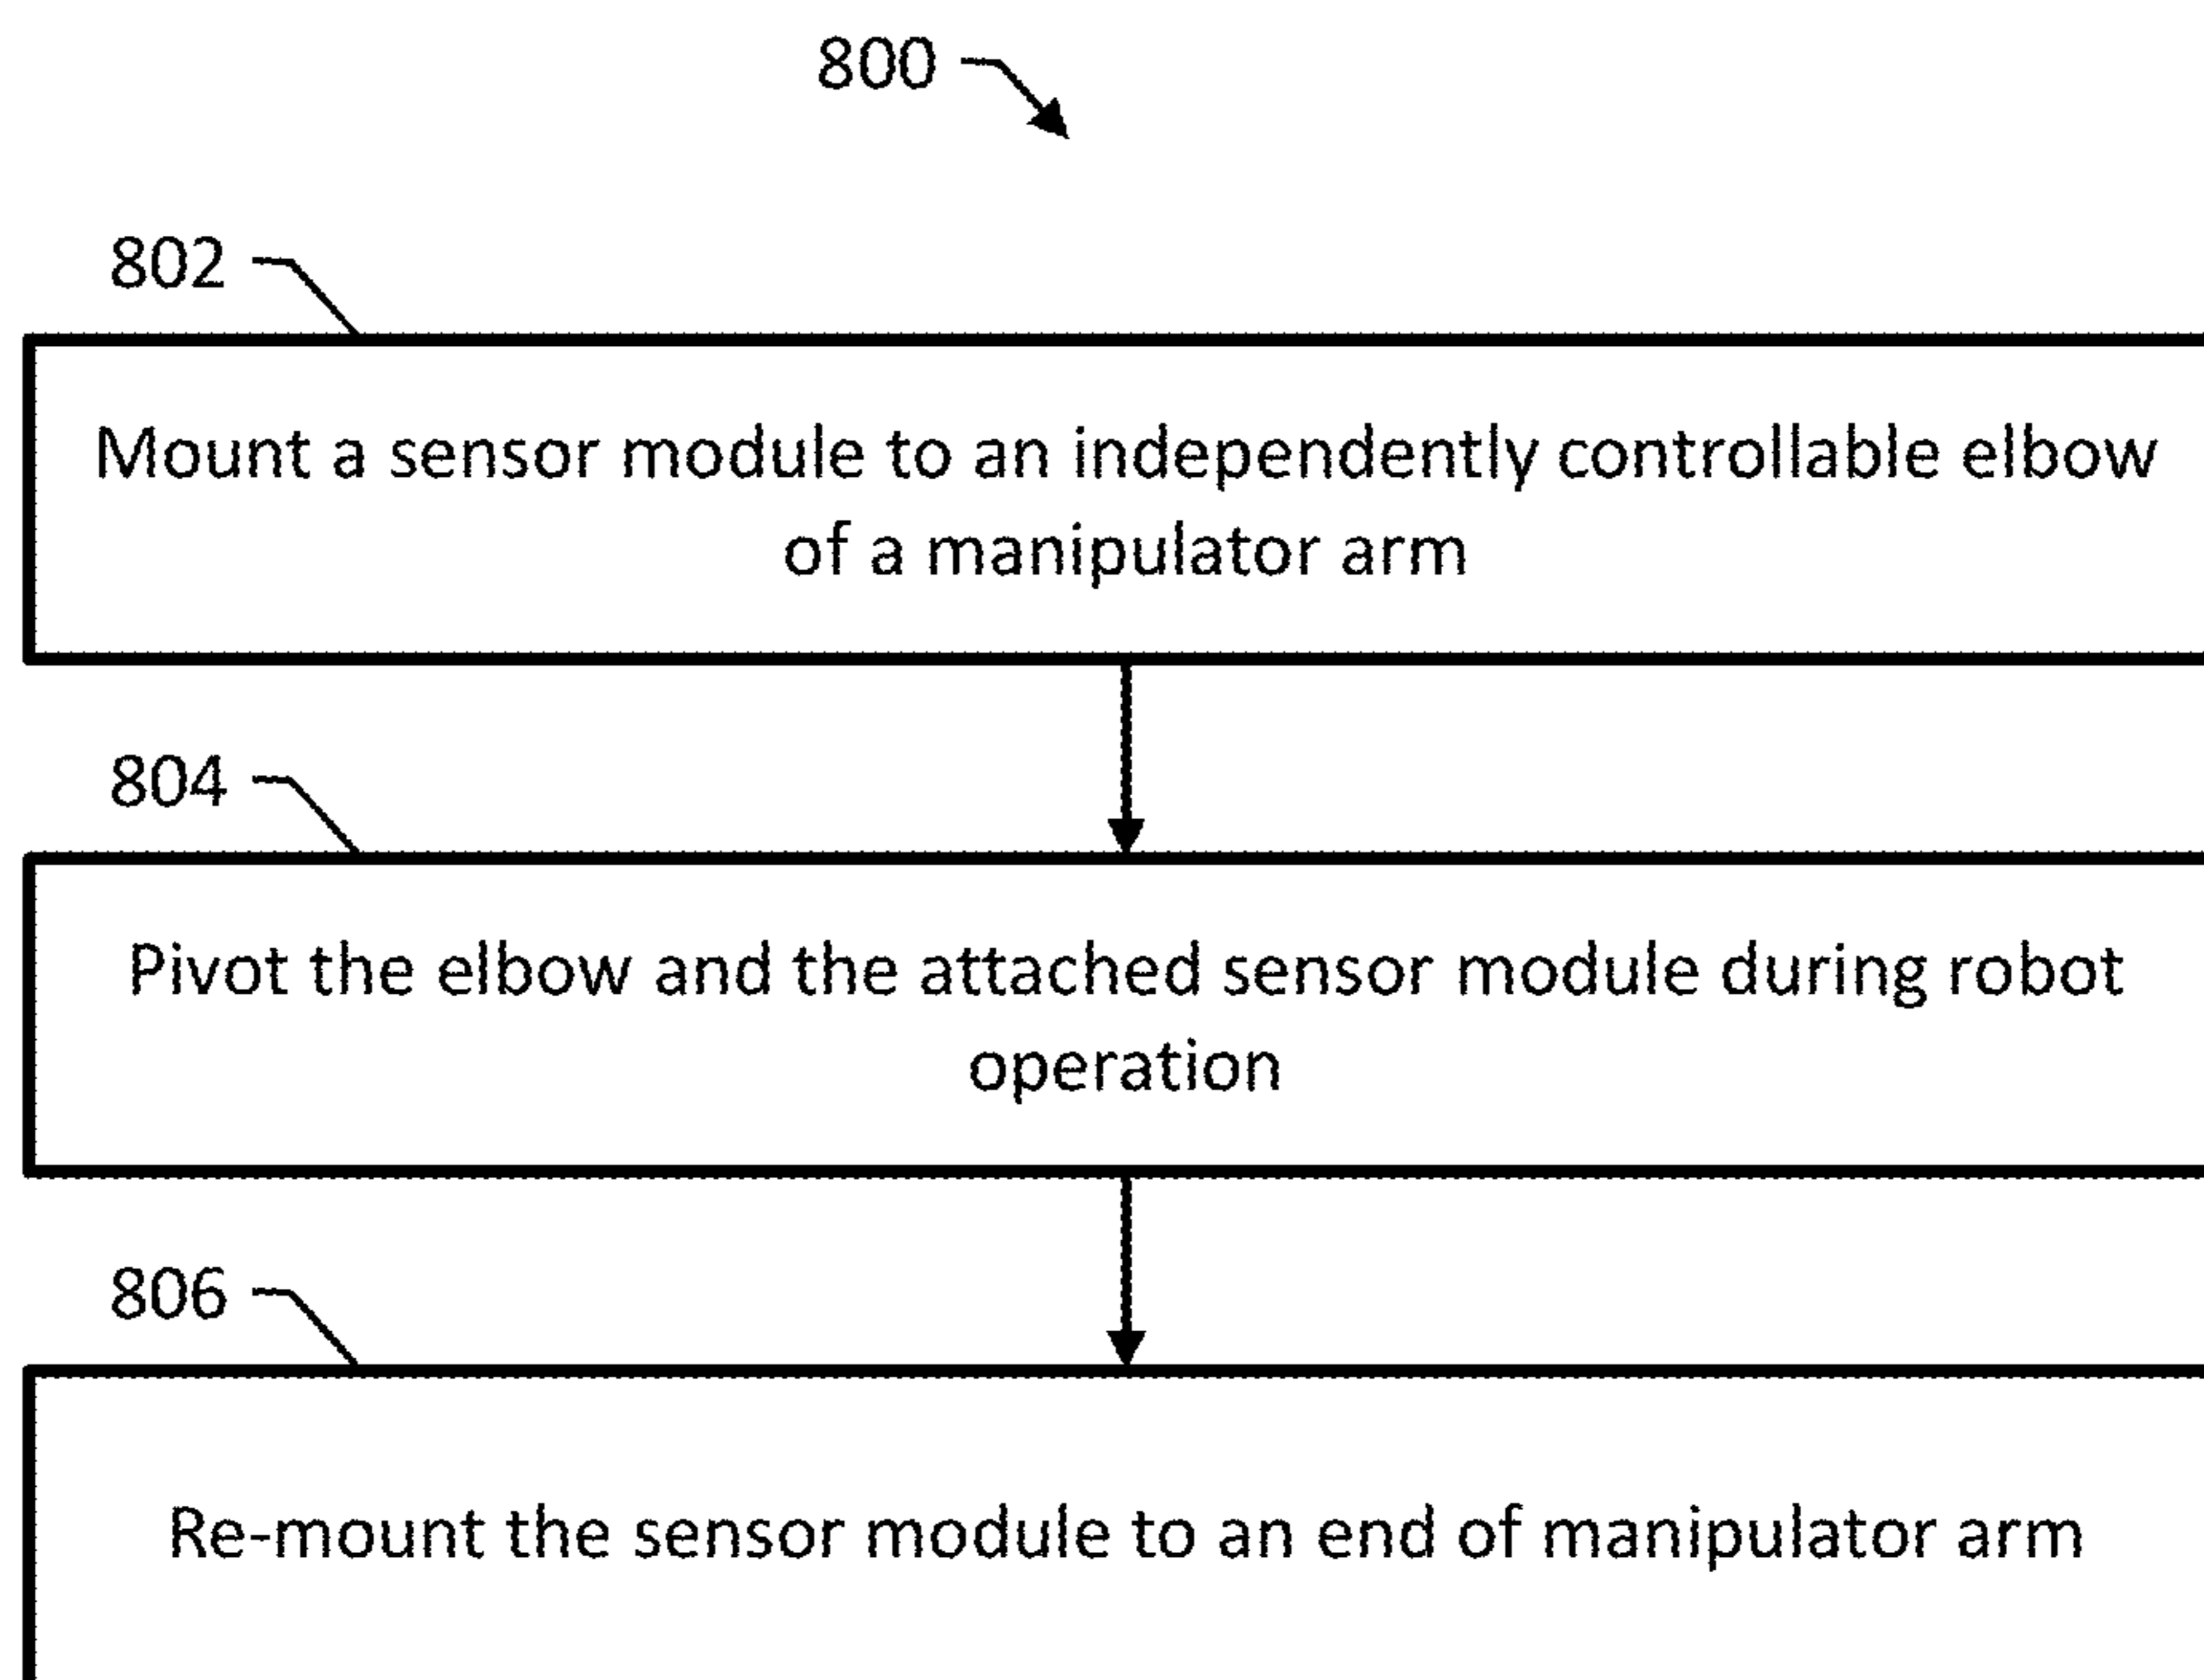 800
802
Mount a sensor module to an independently controllable elbow
of a manipulator arm
804
Pivot the elbow and the attached sensor module during robot
operation
806
Re-mount the sensor module to an end of manipulator arm